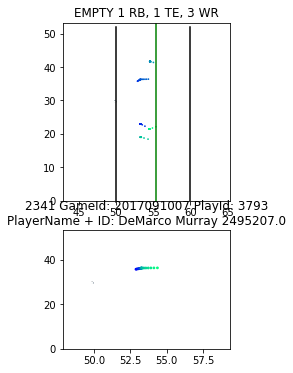 EMPTY 1 RB, 1 TE, 3 WR
50
40
30
20
10
0
45 50 55 60 65
2341 GameId: 2017091007 PlayId: 3793
PlayerName + ID: DeMarco Murray 2495207.0
40
20
0
50.0 52.5 55.0 57.5